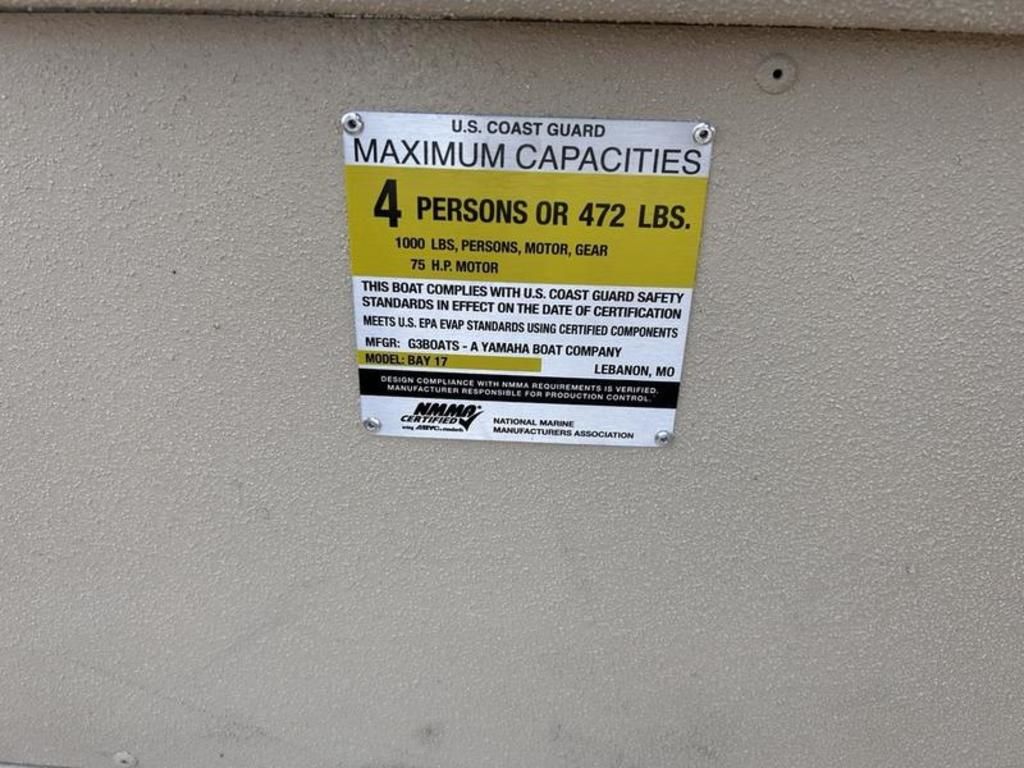 U.S. COAST GUARD
MAXIMUM CAPACITIES
4 PERSONS OR 472 LBS.
1000 LBS, PERSONS, MOTOR, GEAR
75 H.P. MOTOR
THIS BOAT COMPLIES WITH U.S. COAST GUARD SAFETY
STANDARDS IN EFFECT ON THE DATE OF CERTIFICATION
MEETS U.S. EPA EVAP STANDARDS USING CERTIFIED COMPONENTS
MFGR: G3BOATS - A YAMAHA BOAT COMPANY
MODEL: BAY 17
LEBANON, MO
DESIGN COMPLIANCE WITH NMMA REQUIREMENTS IS VERIFIED.
MANUFACTURER RESPONSIBLE FOR PRODUCTION CONTROL.
NMMA
CERTIFIED
using ABYC
NATIONAL MARINE
MANUFACTURERS ASSOCIATION